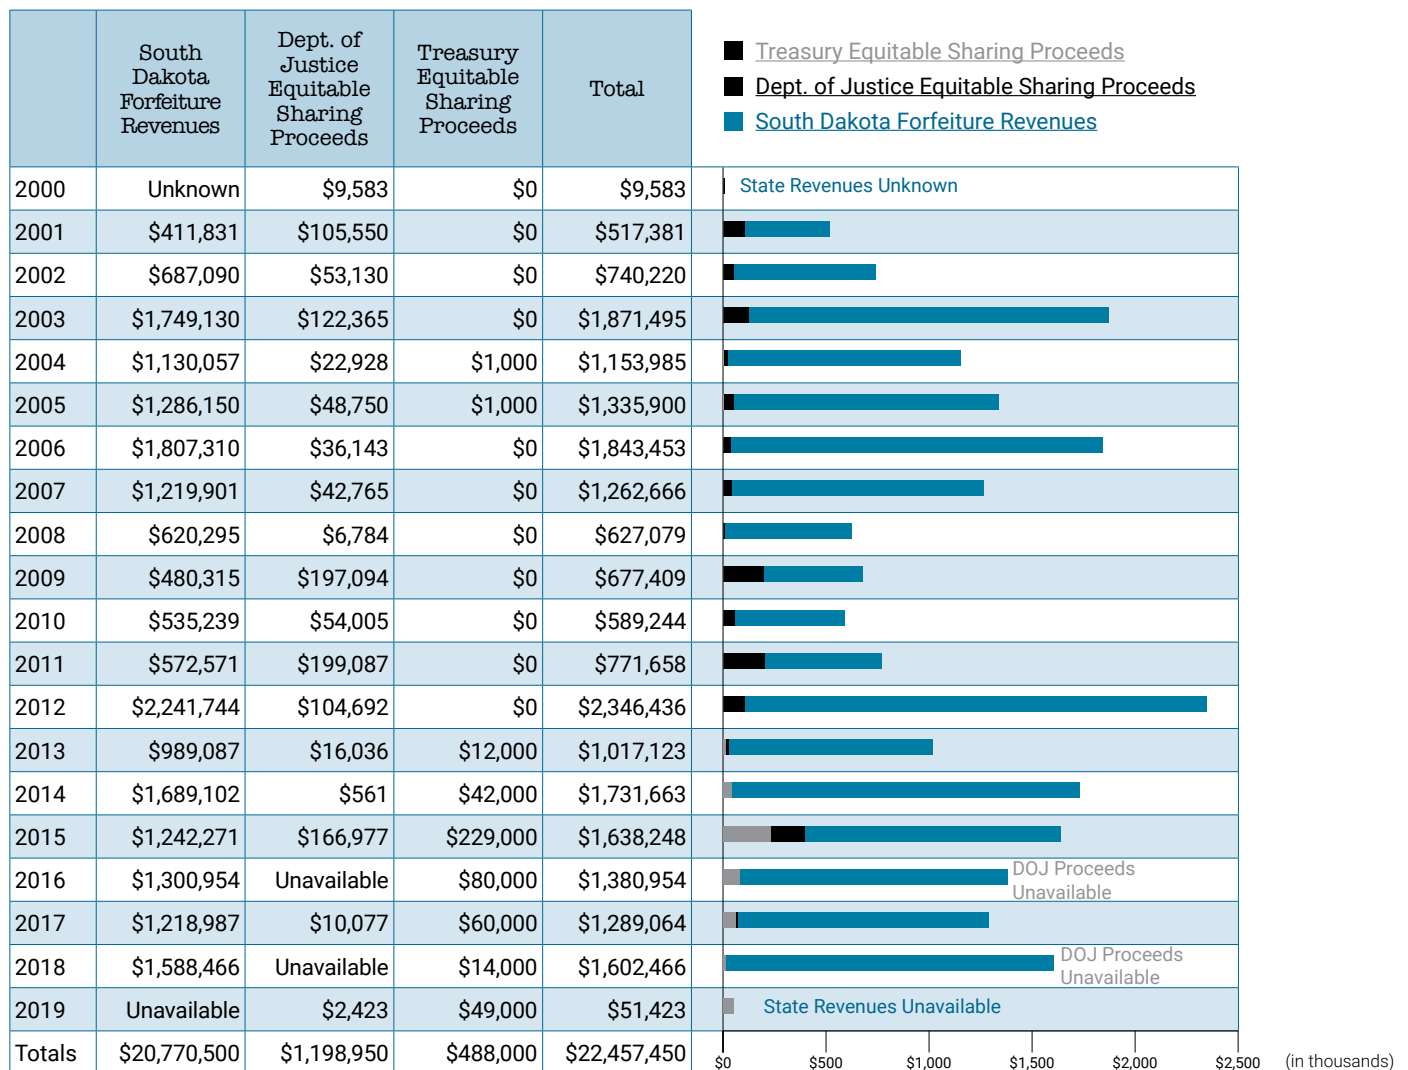 South
Dakota
Forfeiture
Revenues
Dept. of
Justice
Equitable
Sharing
Proceeds
Treasury
Equitable
Sharing
Proceeds
Total
Treasury Equitable Sharing Proceeds
Dept. of Justice Equitable Sharing Proceeds
South Dakota Forfeiture Revenues
2000 Unknown $9,583 $0 $9,583 State Revenues Unknown
2001 $411,831 $105,550 $0 $517,381
2002 $687,090 $53,130 $0 $740,220
2003 $1,749,130 $122,365 $0 $1,871,495
2004 $1,130,057 $22,928 $1,000 $1,153,985
2005 $1,286,150 $48,750 $1,000 $1,335,900
2006 $1,807,310 $36,143 $0 $1,843,453
2007 $1,219,901 $42,765 $0 $1,262,666
2008 $620,295 $6,784 $0 $627,079
2009 $480,315 $197,094 $0 $677,409
2010 $535,239 $54,005 $0 $589,244
2011 $572,571 $199,087 $0 $771,658
2012 $2,241,744 $104,692 $0 $2,346,436
2013 $989,087 $16,036 $12,000 $1,017,123
2014 $1,689,102 $561 $42,000 $1,731,663
2015 $1,242,271 $166,977 $229,000 $1,638,248
2016 $1,300,954 Unavailable $80,000 $1,380,954 DOJ Proceeds
Unavailable
2017 $1,218,987 $10,077 $60,000 $1,289,064
2018 $1,588,466 Unavailable $14,000 $1,602,466 DOJ Proceeds
Unavailable
2019 Unavailable $2,423 $49,000 $51,423 State Revenues Unavailable
Totals $20,770,500 $1,198,950 $488,000 $22,457,450
$0 $500 $1,000 $1,500 $2,000 $2,500 (in thousands)